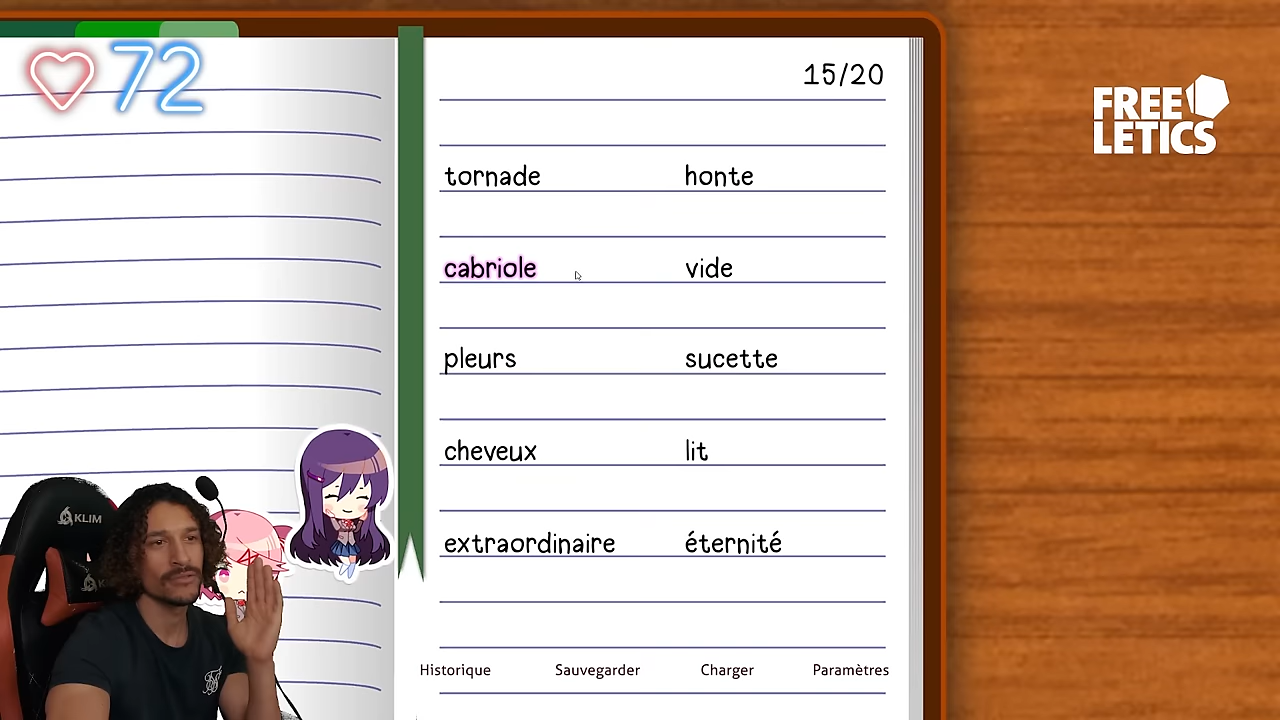 72
15/20
FREE
LETICS
tornade honte
cabriole vide
pleurs sucette
cheveux lit
KLIM
extraordinaire éternité
Historique Sauvegarder Charger Paramètres